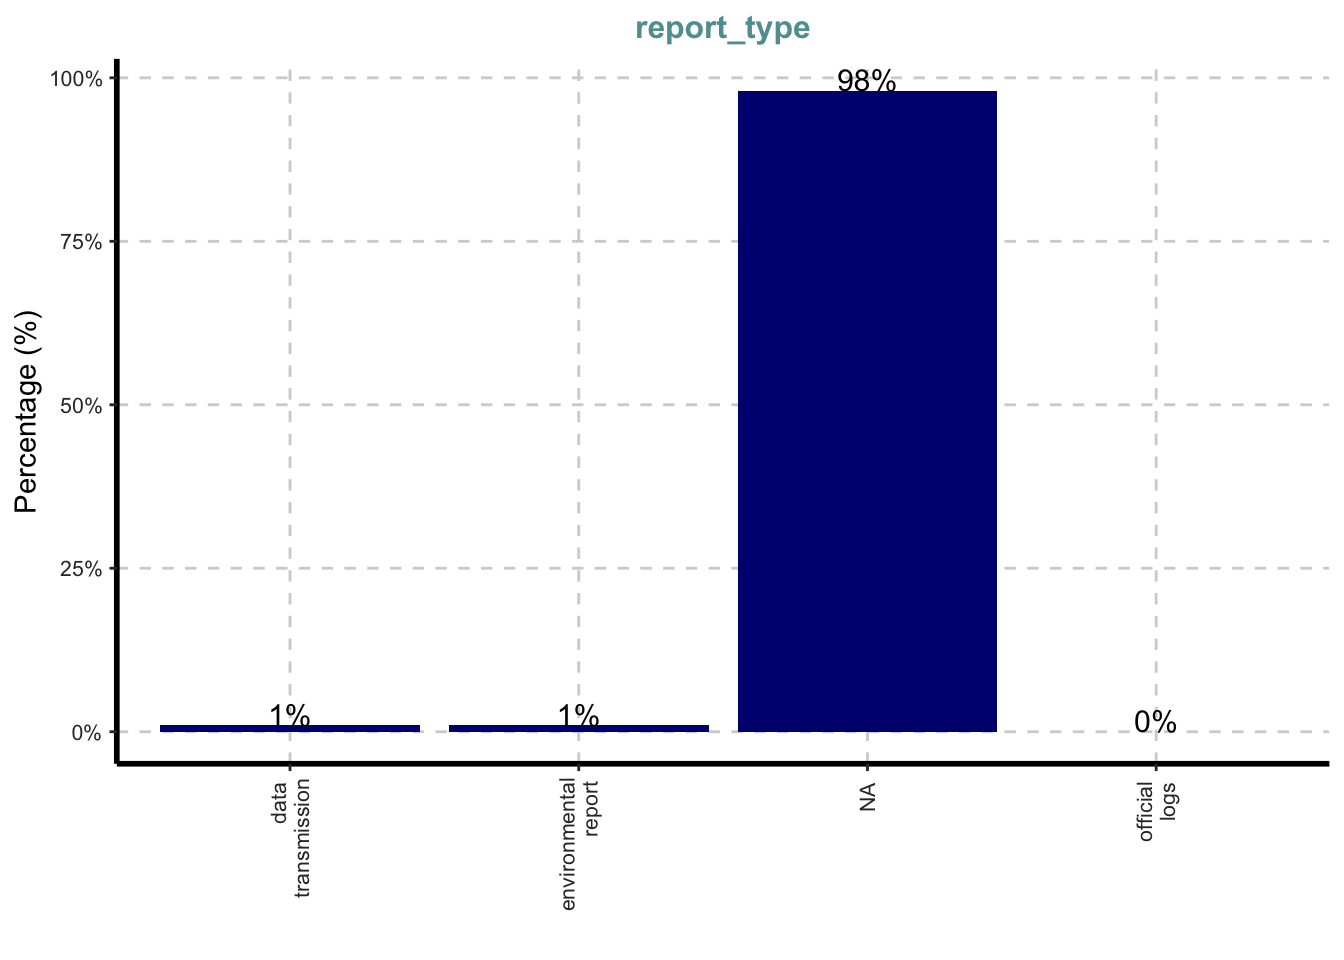 report_type
100%
75%
50%
25%
0%
Percentage (%)
1%
1%
98%
0%
data
transmission
environmental
report
NA
official
logs